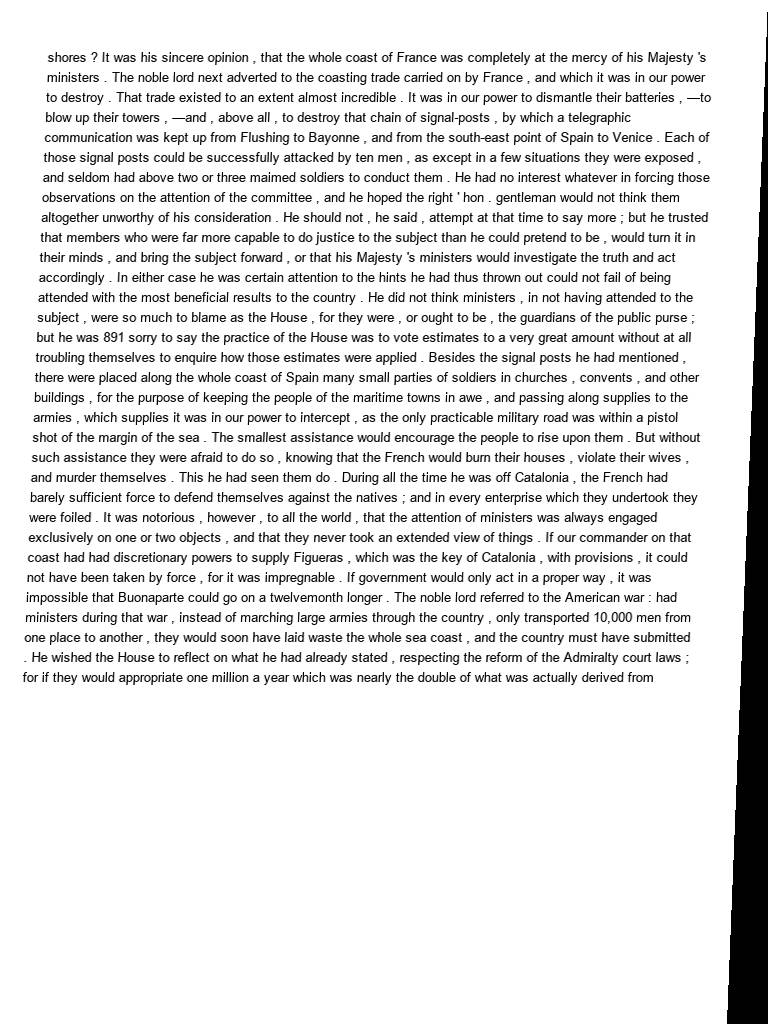 shores ? It was his sincere opinion , that the whole coast of France was completely at the mercy of his Majesty 's
ministers . The noble lord next adverted to the coasting trade carried on by France , and which it was in our power
to destroy . That trade existed to an extent almost incredible . It was in our power to dismantle their batteries , —to
blow up their towers , —and , above all , to destroy that chain of signal-posts , by which a telegraphic
communication was kept up from Flushing to Bayonne , and from the south-east point of Spain to Venice . Each of
those signal posts could be successfully attacked by ten men , as except in a few situations they were exposed ,
and seldom had above two or three maimed soldiers to conduct them . He had no interest whatever in forcing those
observations on the attention of the committee , and he hoped the right ' hon . gentleman would not think them
altogether unworthy of his consideration . He should not , he said , attempt at that time to say more ; but he trusted
that members who were far more capable to do justice to the subject than he could pretend to be , would turn it in
their minds , and bring the subject forward , or that his Majesty 's ministers would investigate the truth and act
accordingly . In either case he was certain attention to the hints he had thus thrown out could not fail of being
attended with the most beneficial results to the country . He did not think ministers , in not having attended to the
subject , were so much to blame as the House , for they were , or ought to be , the guardians of the public purse ;
but he was 891 sorry to say the practice of the House was to vote estimates to a very great amount without at all
troubling themselves to enquire how those estimates were applied . Besides the signal posts he had mentioned ,
there were placed along the whole coast of Spain many small parties of soldiers in churches , convents , and other
buildings , for the purpose of keeping the people of the maritime towns in awe , and passing along supplies to the
armies , which supplies it was in our power to intercept , as the only practicable military road was within a pistol
shot of the margin of the sea . The smallest assistance would encourage the people to rise upon them . But without
such assistance they were afraid to do so , knowing that the French would burn their houses , violate their wives ,
and murder themselves . This he had seen them do . During all the time he was off Catalonia , the French had
barely sufficient force to defend themselves against the natives ; and in every enterprise which they undertook they
were foiled . It was notorious , however , to all the world , that the attention of ministers was always engaged
exclusively on one or two objects , and that they never took an extended view of things . If our commander on that
coast had had discretionary powers to supply Figueras , which was the key of Catalonia , with provisions , it could
not have been taken by force , for it was impregnable . If government would only act in a proper way , it was
impossible that Buonaparte could go on a twelvemonth longer . The noble lord referred to the American war : had
ministers during that war , instead of marching large armies through the country , only transported 10,000 men from
one place to another , they would soon have laid waste the whole sea coast , and the country must have submitted
. He wished the House to reflect on what he had already stated , respecting the reform of the Admiralty court laws ;
for if they would appropriate one million a year which was nearly the double of what was actually derived from